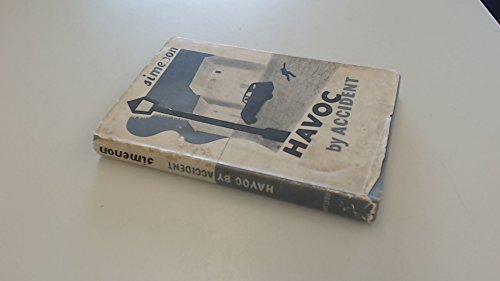 simenon
HAVOC
by ACCIDENT
simenon
HAVOC BY ACCIDENT